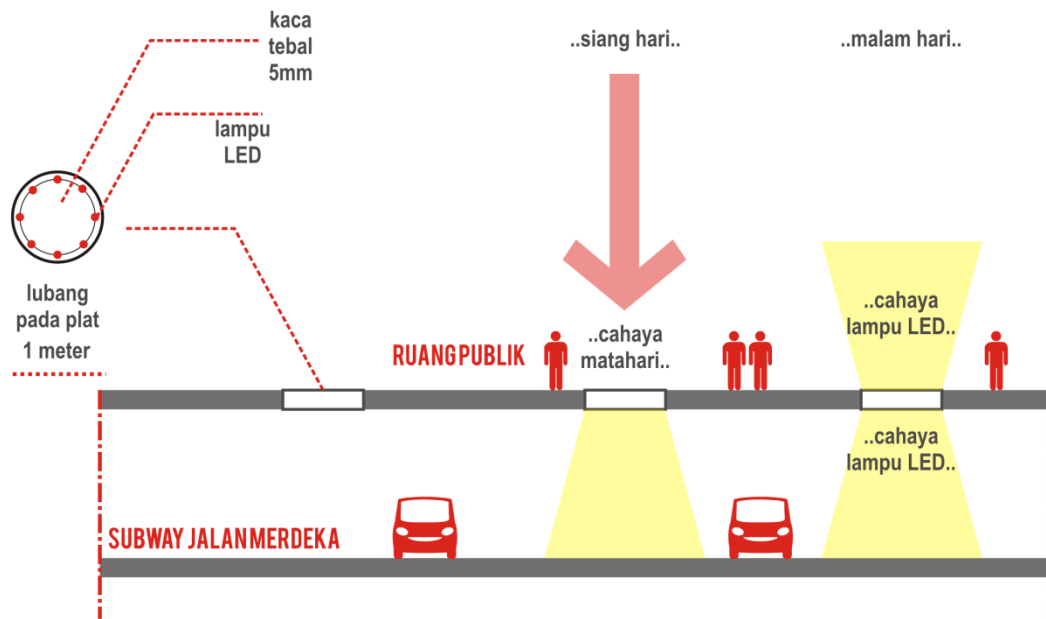 kaca
tebal
5mm
lampu
LED
lubang
pada plat
1 meter
..siang hari..
..malam hari..
..cahaya
matahari..
..cahaya
lampu LED..
RUANG PUBLIK
..cahaya
lampu LED..
SUBWAY JALAN MERDEKA